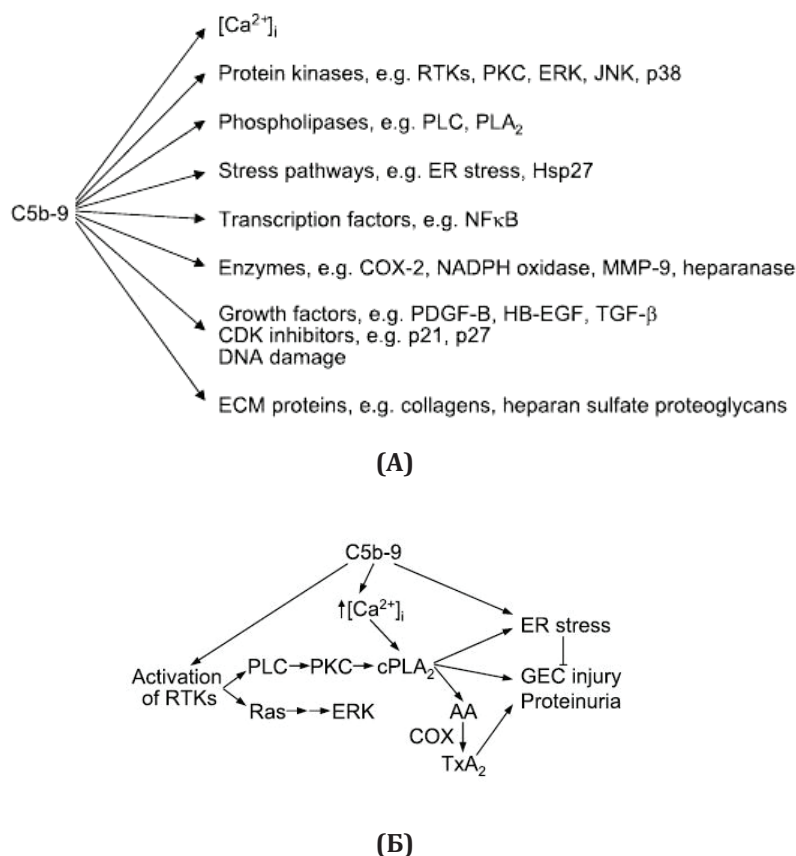 [Ca²⁺]ᵢ
Protein kinases, e.g. RTKs, PKC, ERK, JNK, p38
Phospholipases, e.g. PLC, PLA₂
Stress pathways, e.g. ER stress, Hsp27
C5b-9
Transcription factors, e.g. NFκB
Enzymes, e.g. COX-2, NADPH oxidase, MMP-9, heparanase
Growth factors, e.g. PDGF-B, HB-EGF, TGF-β
CDK inhibitors, e.g. p21, p27
DNA damage
ECM proteins, e.g. collagens, heparan sulfate proteoglycans
(А)
C5b-9
↑[Ca²⁺]ᵢ
ER stress
Activation
of RTKs
PLC→PKC→cPLA₂
GEC injury
Proteinuria
Ras→→ERK
AA
COX
TxA₂
(Б)